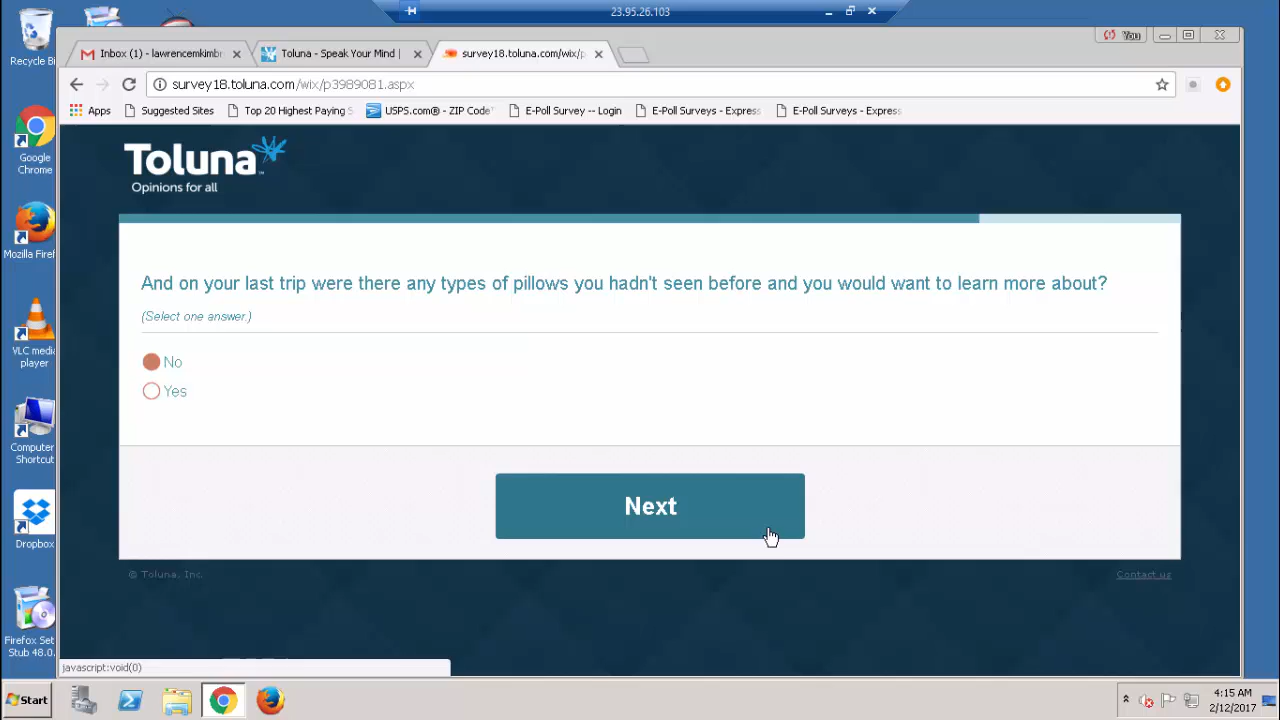 23.95.26.103
Recycle Bi
Inbox (1) - lawrencemkimbr
Toluna - Speak Your Mind |
survey18.toluna.com/wix/p
You
survey18.toluna.com/wix/p3989081.aspx
Apps
Suggested Sites
Top 20 Highest Paying S
USPS.com® - ZIP Code
E-Poll Survey -- Login
E-Poll Surveys - Express
E-Poll Surveys - Express
Google
Chrome
Toluna
Opinions for all
Mozilla Firef
And on your last trip were there any types of pillows you hadn't seen before and you would want to learn more about?
(Select one answer.)
No
Yes
VLC media
player
Computer
Shortcut
Next
Dropbox
© Toluna, Inc.
Contact us
Firefox Set
Stub 48.0.
javascript:void(0)
Start
4:15 AM
2/12/2017